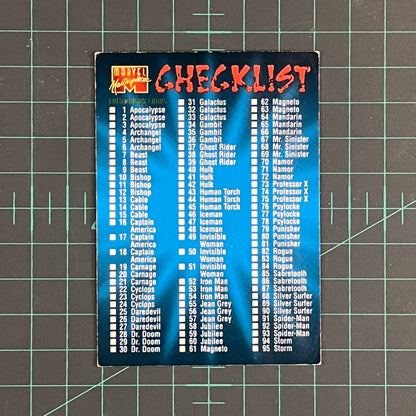 MARVEL
Masterpieces
CHECKLIST
1 Apocalypse
2 Apocalypse
3 Apocalypse
4 Archangel
5 Archangel
6 Archangel
7 Beast
8 Beast
9 Beast
10 Bishop
11 Bishop
12 Bishop
13 Cable
14 Cable
15 Cable
16 Captain
America
17 Captain
America
18 Captain
America
19 Carnage
20 Carnage
21 Carnage
22 Cyclops
23 Cyclops
24 Cyclops
25 Daredevil
26 Daredevil
27 Daredevil
28 Dr. Doom
29 Dr. Doom
30 Dr. Doom
31 Galactus
32 Galactus
33 Galactus
34 Gambit
35 Gambit
36 Gambit
37 Ghost Rider
38 Ghost Rider
39 Ghost Rider
40 Hulk
41 Hulk
42 Hulk
43 Human Torch
44 Human Torch
45 Human Torch
46 Iceman
47 Iceman
48 Iceman
49 Invisible
Woman
50 Invisible
Woman
51 Invisible
Woman
52 Iron Man
53 Iron Man
54 Iron Man
55 Jean Grey
56 Jean Grey
57 Jean Grey
58 Jubilee
59 Jubilee
60 Jubilee
61 Magneto
62 Magneto
63 Magneto
64 Mandarin
65 Mandarin
66 Mandarin
67 Mr. Sinister
68 Mr. Sinister
69 Mr. Sinister
70 Namor
71 Namor
72 Namor
73 Professor X
74 Professor X
75 Professor X
76 Psylocke
77 Psylocke
78 Psylocke
79 Punisher
80 Punisher
81 Punisher
82 Rogue
83 Rogue
84 Rogue
85 Sabretooth
86 Sabretooth
87 Sabretooth
88 Silver Surfer
89 Silver Surfer
90 Silver Surfer
91 Spider-Man
92 Spider-Man
93 Spider-Man
94 Storm
95 Storm